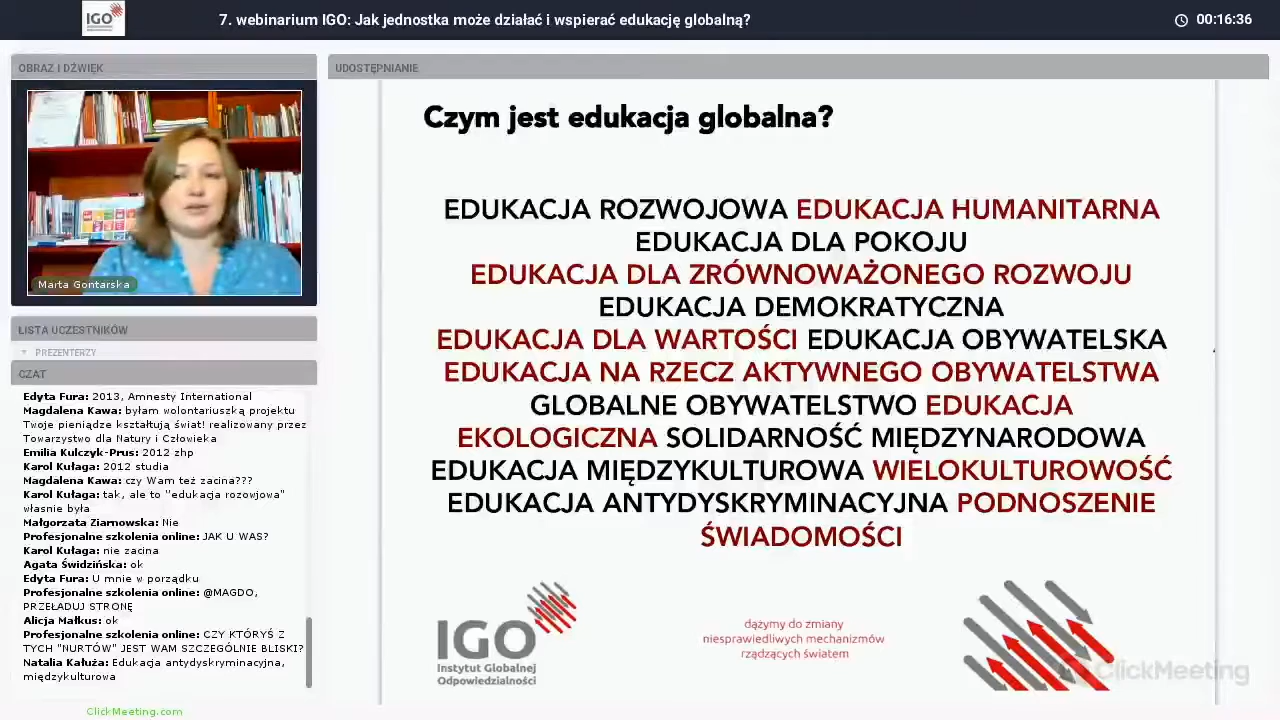 IGO
7. webinarium IGO: Jak jednostka może działać i wspierać edukację globalną?
00:16:36
OBRAZ I DŹWIĘK
UDOSTĘPNIANIE
Marta Gontarska
LISTA UCZESTNIKÓW
PREZENTERZY
CZAT
Edyta Fura: 2013, Amnesty International
Magdalena Kawa: byłam wolontariuszką projektu
Twoje pieniądze kształtują świat! realizowany przez
Towarzystwo dla Natury i Człowieka
Emilia Kulczyk-Prus: 2012 zhp
Karol Kułaga: 2012 studia
Magdalena Kawa: czy Wam też zacina???
Karol Kułaga: tak, ale to "edukacja rozowjowa"
własnie była
Małgorzata Ziarnowska: Nie
Profesjonalne szkolenia online: JAK U WAS?
Karol Kułaga: nie zacina
Agata Świdzińska: ok
Edyta Fura: U mnie w porządku
Profesjonalne szkolenia online: @MAGDO,
PRZEŁADUJ STRONĘ
Alicja Małkus: ok
Profesjonalne szkolenia online: CZY KTÓRYŚ Z
TYCH "NURTÓW" JEST WAM SZCZEGÓLNIE BLISKI?
Natalia Kałuża: Edukacja antydyskryminacyjna,
międzykulturowa
ClickMeeting.com
Czym jest edukacja globalna?
EDUKACJA ROZWOJOWA EDUKACJA HUMANITARNA
EDUKACJA DLA POKOJU
EDUKACJA DLA ZRÓWNOWAŻONEGO ROZWOJU
EDUKACJA DEMOKRATYCZNA
EDUKACJA DLA WARTOŚCI EDUKACJA OBYWATELSKA
EDUKACJA NA RZECZ AKTYWNEGO OBYWATELSTWA
GLOBALNE OBYWATELSTWO EDUKACJA
EKOLOGICZNA SOLIDARNOŚĆ MIĘDZYNARODOWA
EDUKACJA MIĘDZYKULTUROWA WIELOKULTUROWOŚĆ
EDUKACJA ANTYDYSKRYMINACYJNA PODNOSZENIE
ŚWIADOMOŚCI
IGO
Instytut Globalnej
Odpowiedzialności
dążymy do zmiany
niesprawiedliwych mechanizmów
rządzących światem
ClickMeeting